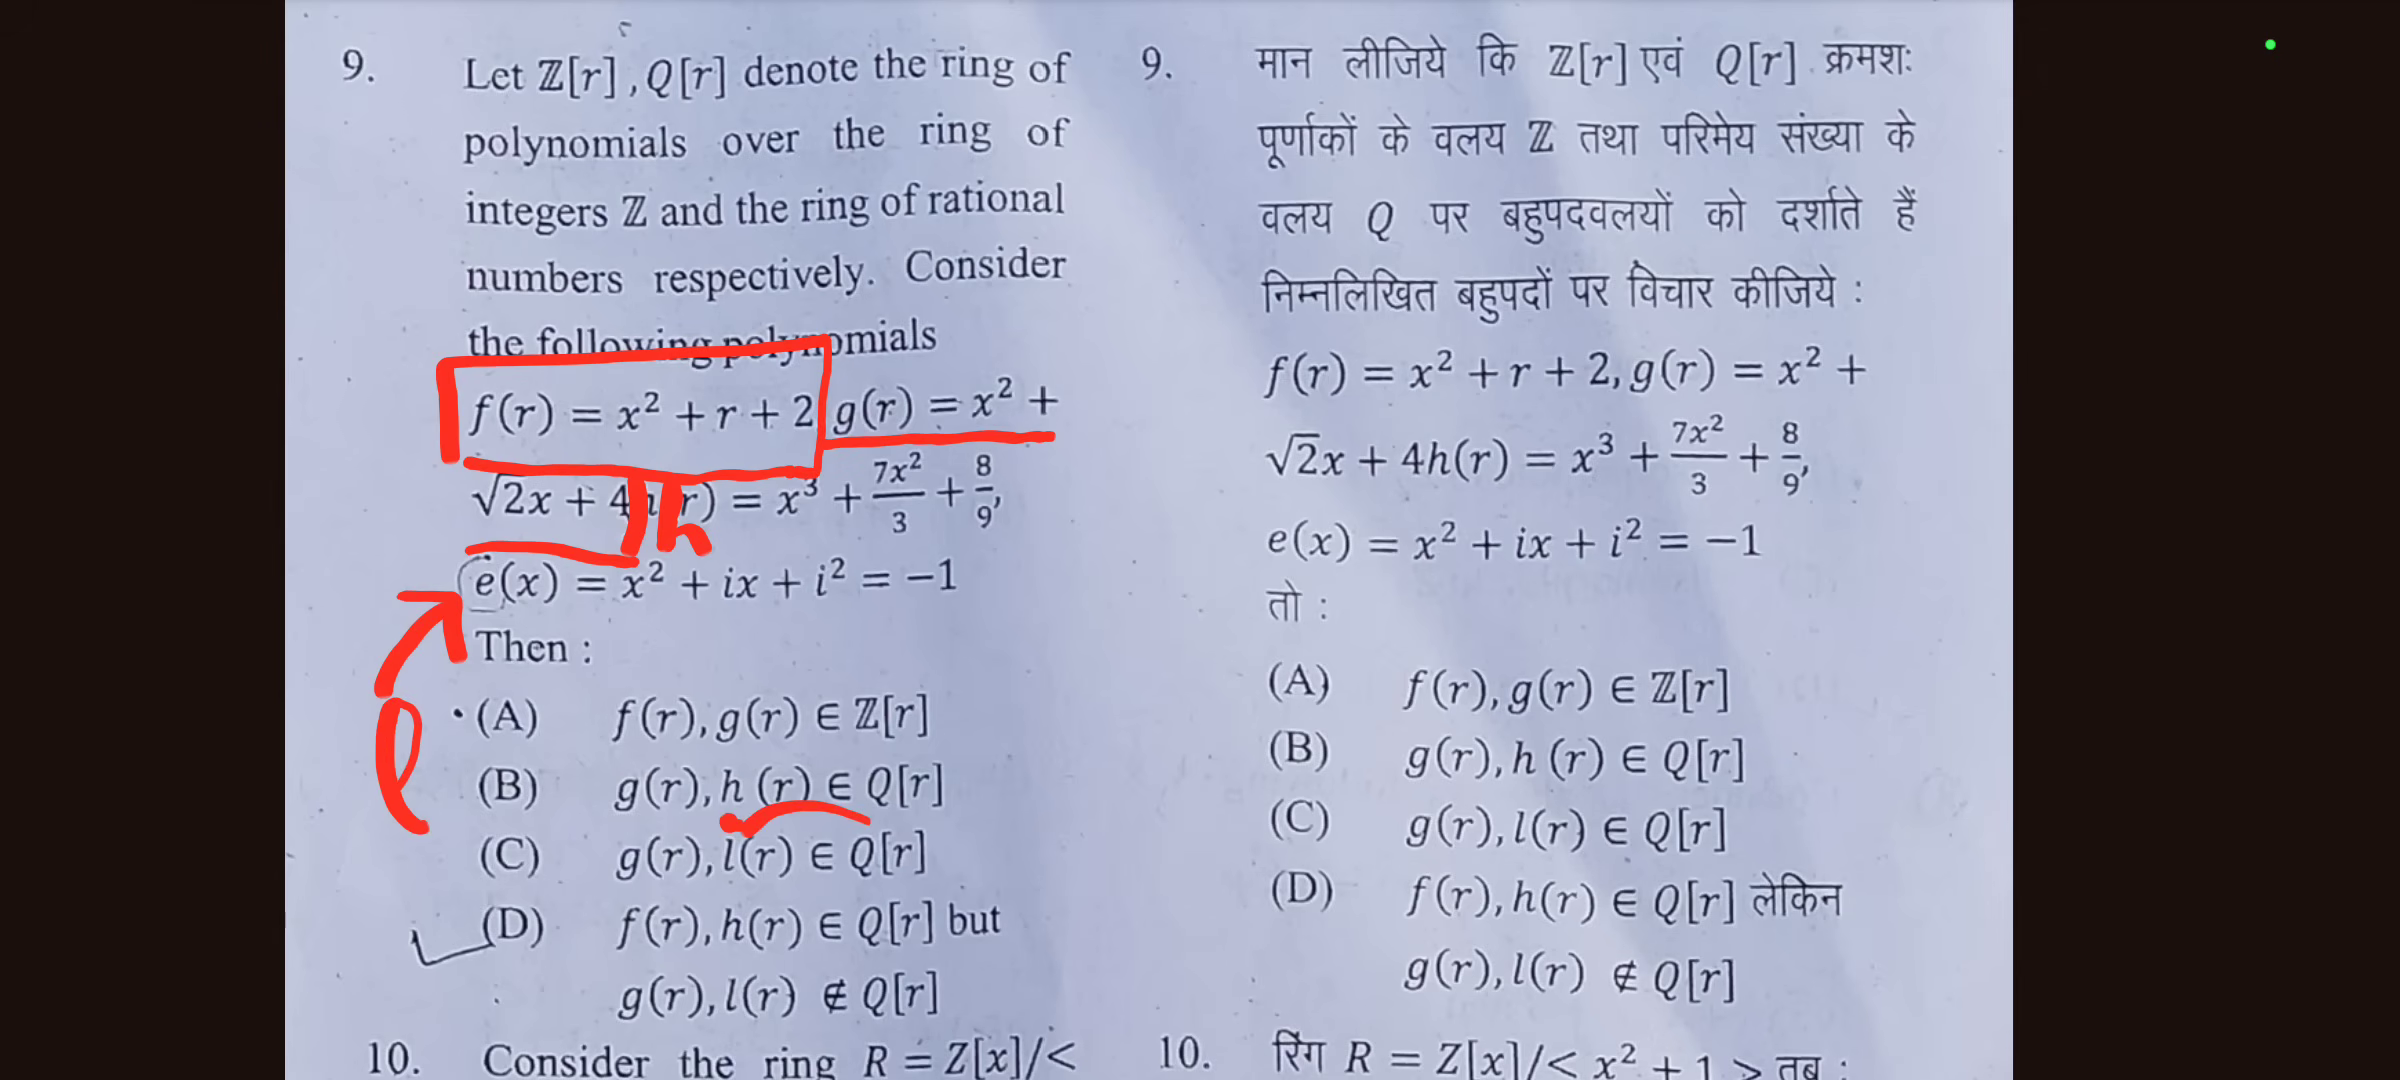 9.
Let ℤ[r] , Q[r] denote the ring of
polynomials over the ring of
integers ℤ and the ring of rational
numbers respectively. Consider
the following polynomials
f(r) = x² + r + 2, g(r) = x² +
√2x + 4h(r) = x³ + 7x²/3 + 8/9,
h
e(x) = x² + ix + i² = −1
l
Then :
(A) f(r), g(r) ∈ ℤ[r]
(B) g(r), h (r) ∈ Q[r]
(C) g(r), l(r) ∈ Q[r]
(D) f(r), h(r) ∈ Q[r] but
g(r), l(r) ∉ Q[r]
10. Consider the ring R = Z[x]/<
9.
मान लीजिये कि ℤ[r] एवं Q[r] क्रमशः
पूर्णाकों के वलय ℤ तथा परिमेय संख्या के
वलय Q पर बहुपदवलयों को दर्शाते हैं
निम्नलिखित बहुपदों पर विचार कीजिये :
f(r) = x² + r + 2, g(r) = x² +
√2x + 4h(r) = x³ + 7x²/3 + 8/9,
e(x) = x² + ix + i² = −1
तो :
(A) f(r), g(r) ∈ ℤ[r]
(B) g(r), h (r) ∈ Q[r]
(C) g(r), l(r) ∈ Q[r]
(D) f(r), h(r) ∈ Q[r] लेकिन
g(r), l(r) ∉ Q[r]
10. रिंग R = Z[x]/< x² + 1 > तब :